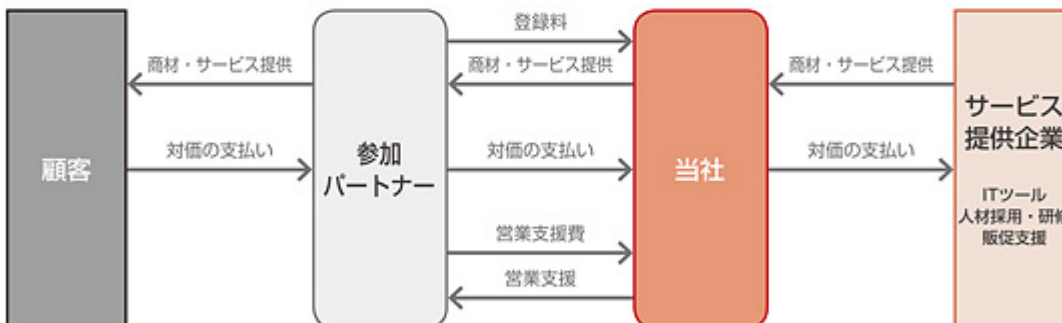 登録料
商材・サービス提供
商材・サービス提供
商材・サービス提供
サービス
提供企業
顧客
対価の支払い
参加
パートナー
対価の支払い
当社
対価の支払い
ITツール
人材採用・研修
販促支援
営業支援費
営業支援